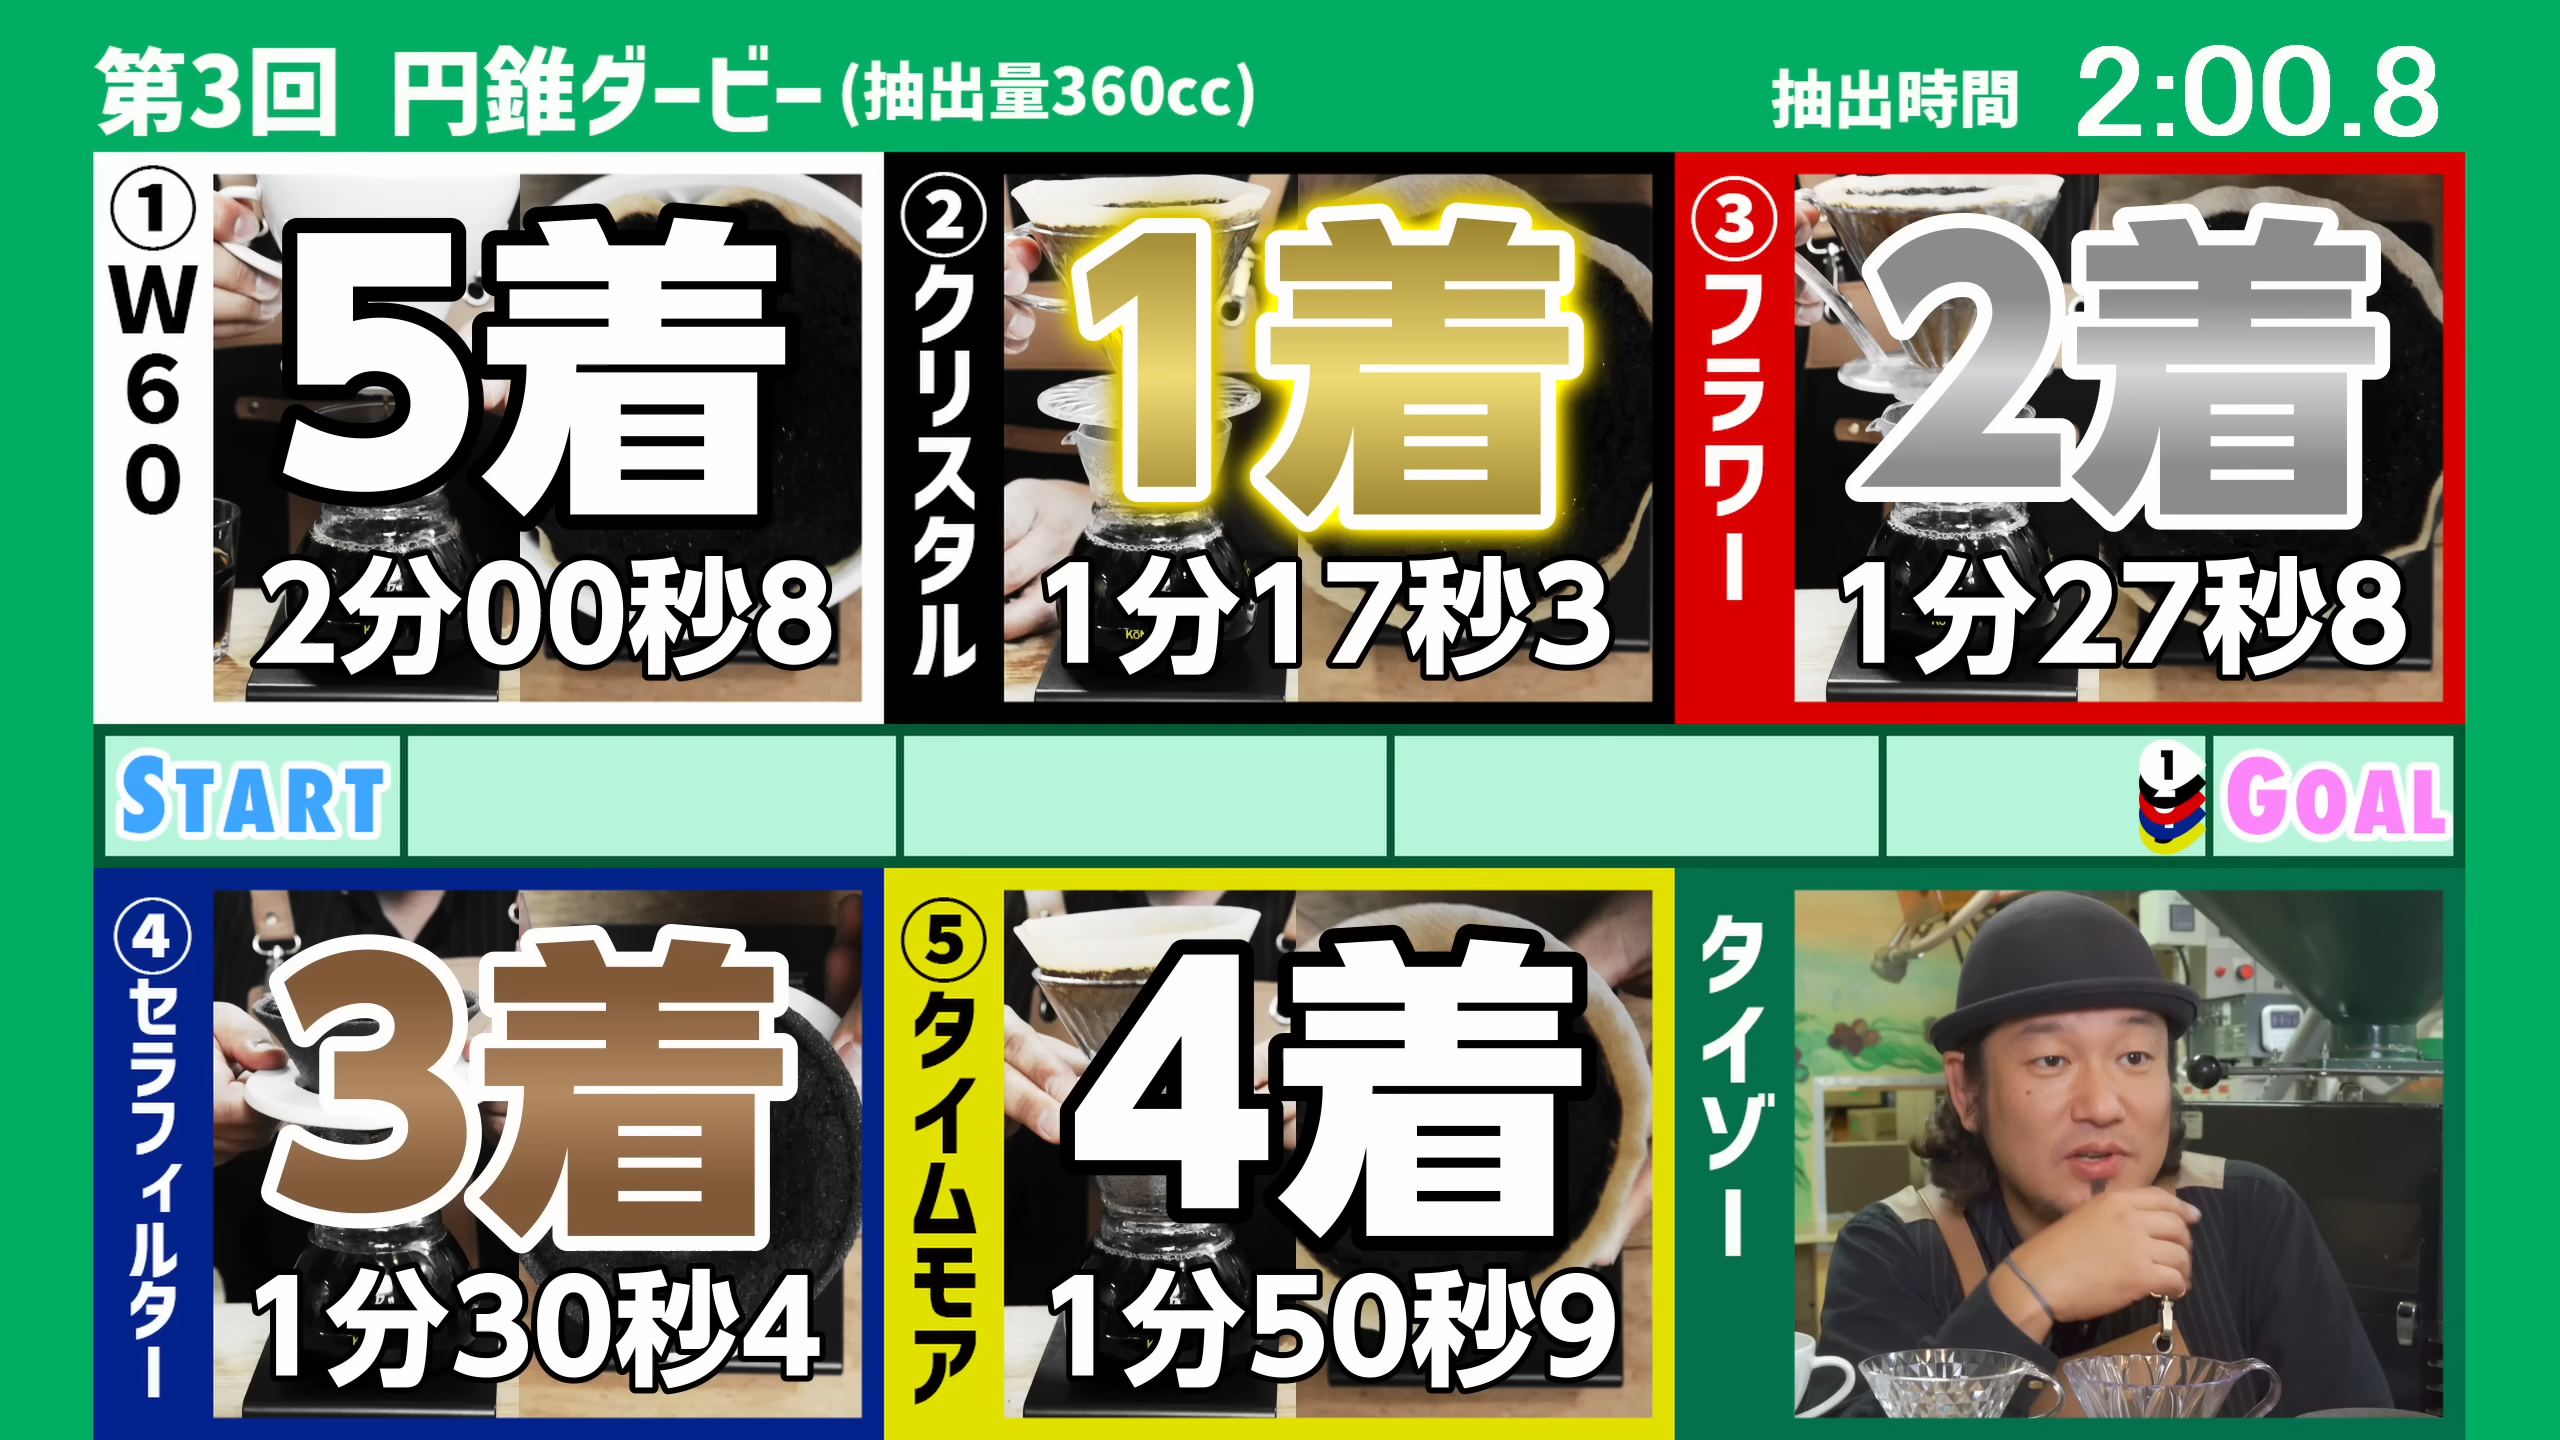 第3回 円錐ダービー(抽出量360cc)
抽出時間 2:00.8
①W60
5着
2分00秒8
②クリスタル
1着
1分17秒3
③フラワー
2着
1分27秒8
START
1
GOAL
④セラフィルター
3着
1分30秒4
⑤タイムモア
4着
1分50秒9
タイゾー